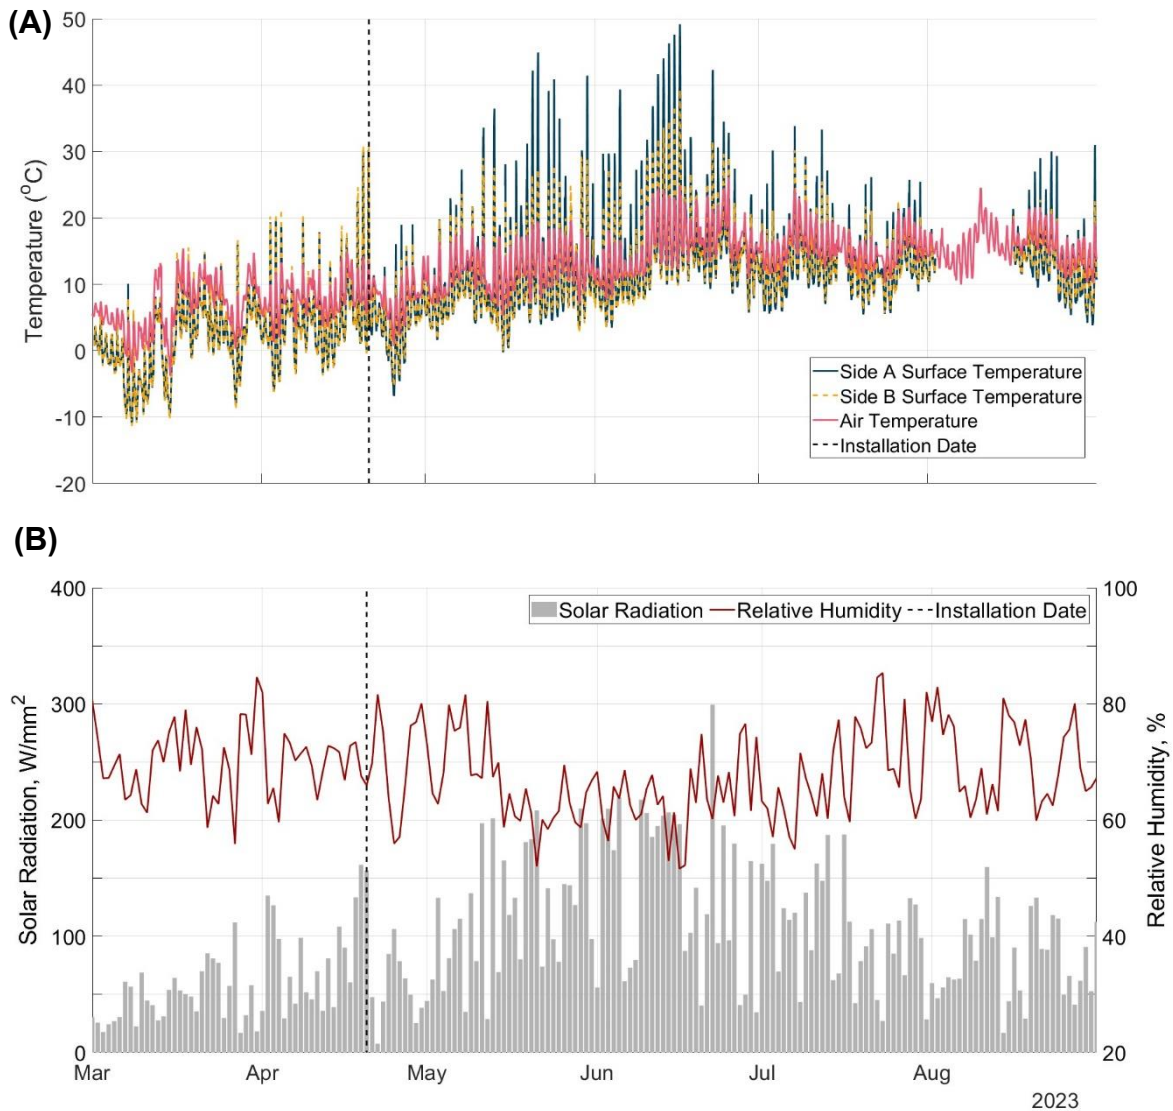 (A)
50
40
30
20
10
0
-10
-20
Temperature (°C)
Side A Surface Temperature
Side B Surface Temperature
Air Temperature
Installation Date
(B)
400
300
200
100
0
Solar Radiation, W/mm²
Solar Radiation Relative Humidity Installation Date
100
80
60
40
20
Relative Humidity, %
Mar Apr May Jun Jul Aug
2023